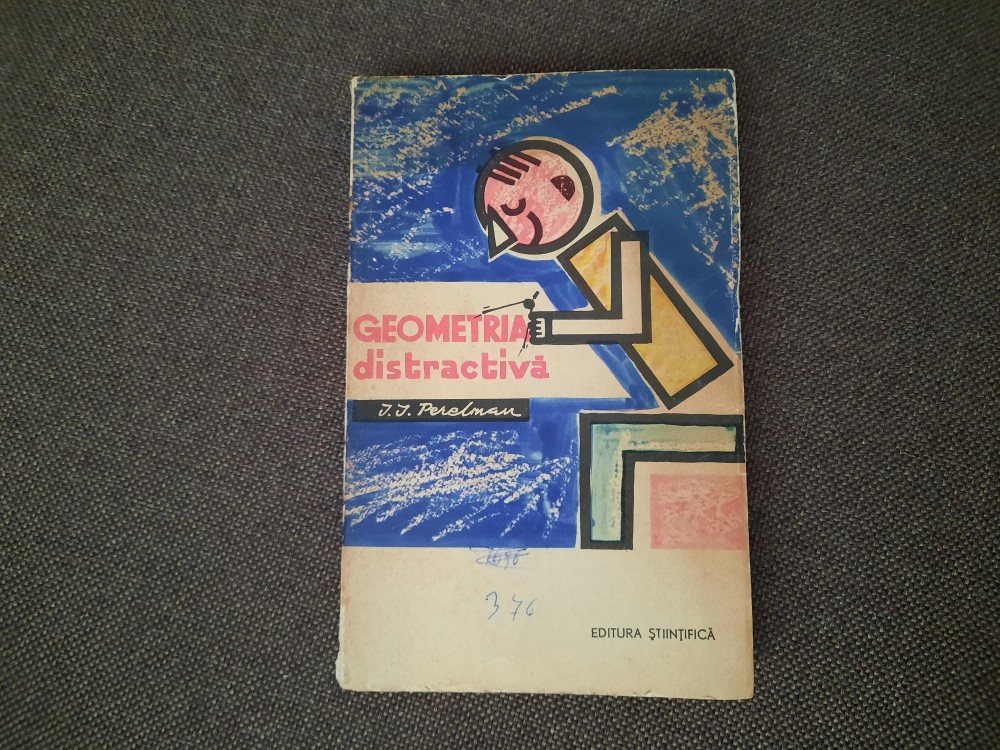 GEOMETRIA
distractivă
J. J. Perelman
376
EDITURA ŞTIINŢIFICĂ